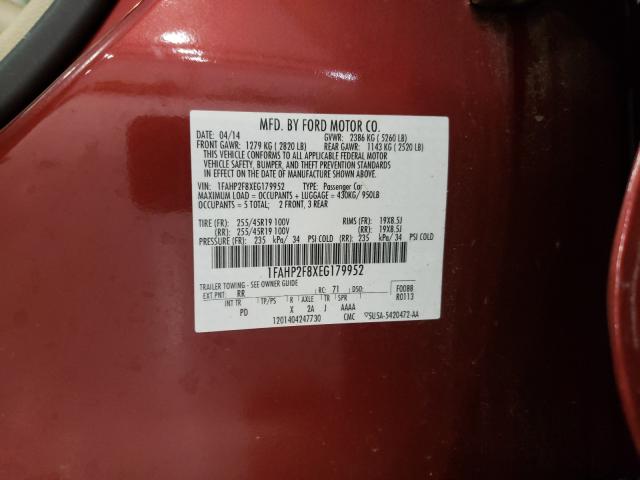 MFD. BY FORD MOTOR CO.
DATE: 04/14 GVWR: 2386 KG ( 5260 LB)
FRONT GAWR: 1279 KG ( 2820 LB) REAR GAWR: 1143 KG ( 2520 LB)
THIS VEHICLE CONFORMS TO ALL APPLICABLE FEDERAL MOTOR
VEHICLE SAFETY, BUMPER, AND THEFT PREVENTION STANDARDS
IN EFFECT ON THE DATE OF MANUFACTURE SHOWN ABOVE.
VIN: 1FAHP2F8XEG179952 TYPE: Passenger Car
MAXIMUM LOAD = OCCUPANTS + LUGGAGE = 430KG/ 950LB
OCCUPANTS = 5 TOTAL: 2 FRONT, 3 REAR
TIRE (FR): 255/45R19 100V RIMS (FR): 19X8.5J
(RR): 255/45R19 100V (RR): 19X8.5J
PRESSURE (FR): 235 kPa/ 34 PSI COLD (RR): 235 kPa/ 34 PSI COLD
1FAHP2F8XEG179952
TRAILER TOWING - SEE OWNER GUIDE
EXT PNT: RR RC: 71 DSO: F0088
INT TR TP/PS R AXLE TR SPR R0113
PD X 2A J AAAA
1201404247730 CMC SUSA-5420472-AA